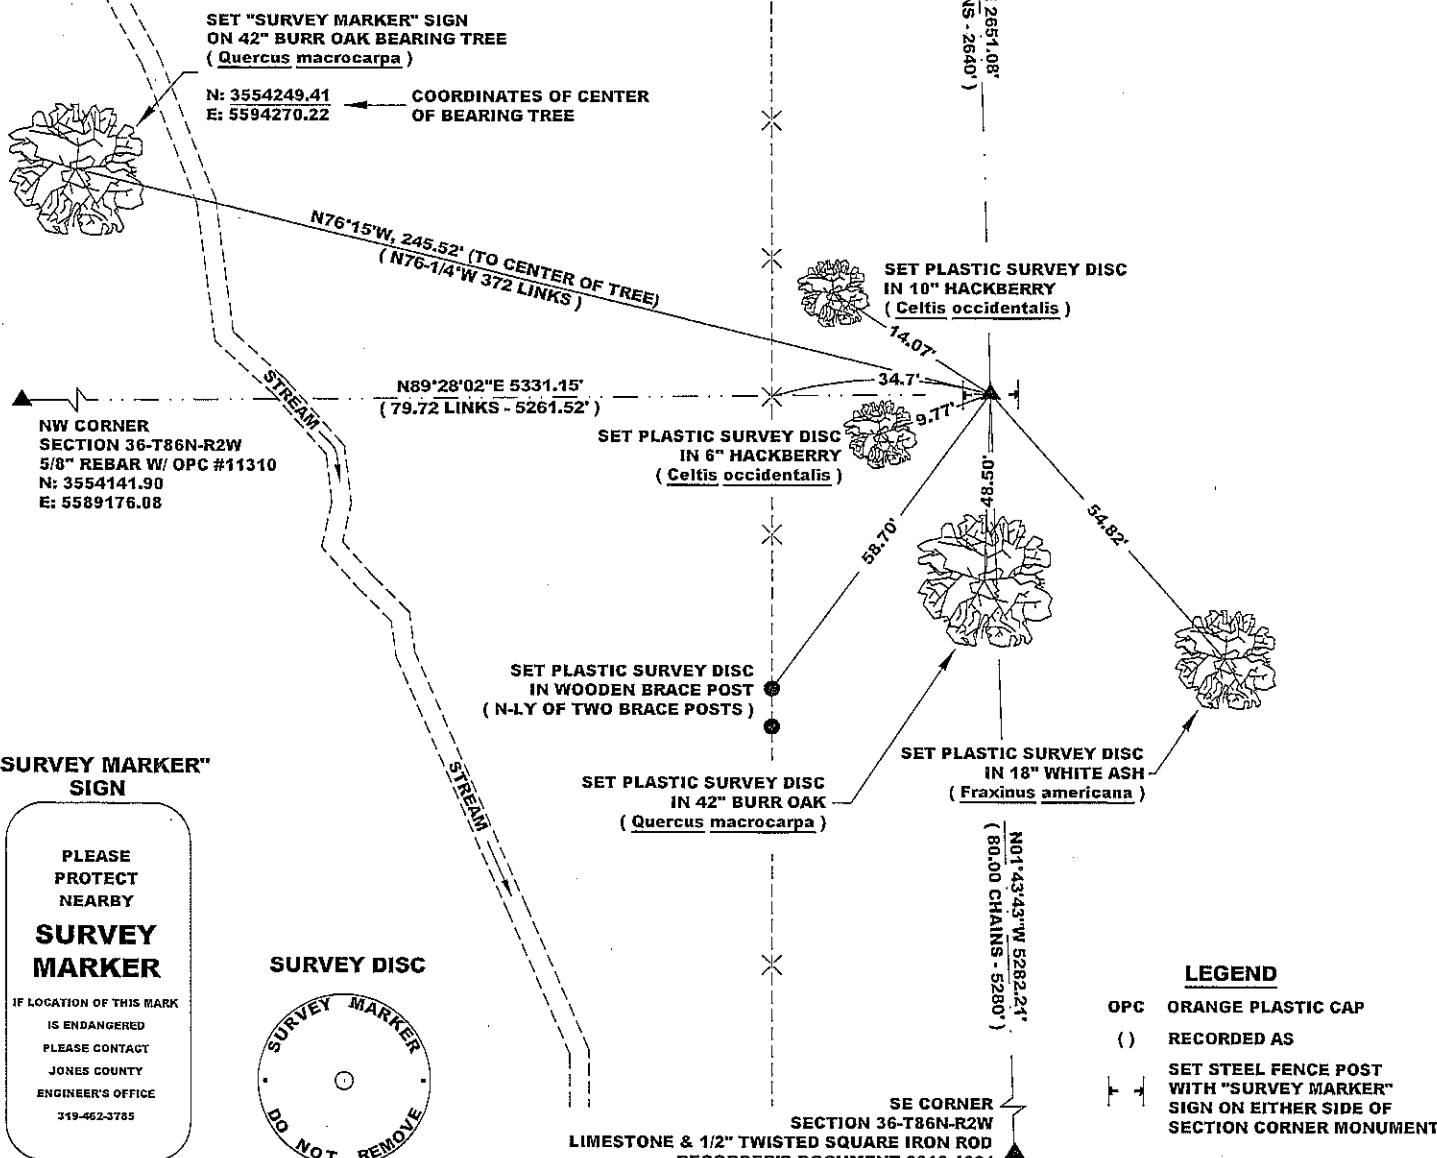 SET "SURVEY MARKER" SIGN
ON 42" BURR OAK BEARING TREE
( Quercus macrocarpa )
N: 3554249.41
E: 5594270.22
COORDINATES OF CENTER
OF BEARING TREE
2651.08'
NS - 2640' )
N76°15'W, 245.52' (TO CENTER OF TREE)
( N76-1/4°W 372 LINKS )
SET PLASTIC SURVEY DISC
IN 10" HACKBERRY
( Celtis occidentalis )
14.07'
34.7'
9.77'
N89°28'02"E 5331.15'
( 79.72 LINKS - 5261.52' )
STREAM
NW CORNER
SECTION 36-T86N-R2W
5/8" REBAR W/ OPC #11310
N: 3554141.90
E: 5589176.08
SET PLASTIC SURVEY DISC
IN 6" HACKBERRY
( Celtis occidentalis )
48.50'
58.70'
54.82'
SET PLASTIC SURVEY DISC
IN WOODEN BRACE POST
( N-LY OF TWO BRACE POSTS )
SET PLASTIC SURVEY DISC
IN 42" BURR OAK
( Quercus macrocarpa )
SET PLASTIC SURVEY DISC
IN 18" WHITE ASH
( Fraxinus americana )
STREAM
N01°43'43"W 5282.21'
( 80.00 CHAINS - 5280' )
SURVEY MARKER"
SIGN
PLEASE
PROTECT
NEARBY
SURVEY
MARKER
IF LOCATION OF THIS MARK
IS ENDANGERED
PLEASE CONTACT
JONES COUNTY
ENGINEER'S OFFICE
319-462-3785
SURVEY DISC
SURVEY MARKER
DO NOT REMOVE
SE CORNER
SECTION 36-T86N-R2W
LIMESTONE & 1/2" TWISTED SQUARE IRON ROD
RECORDER'S DOCUMENT
LEGEND
OPC ORANGE PLASTIC CAP
( ) RECORDED AS
SET STEEL FENCE POST
WITH "SURVEY MARKER"
SIGN ON EITHER SIDE OF
SECTION CORNER MONUMENT